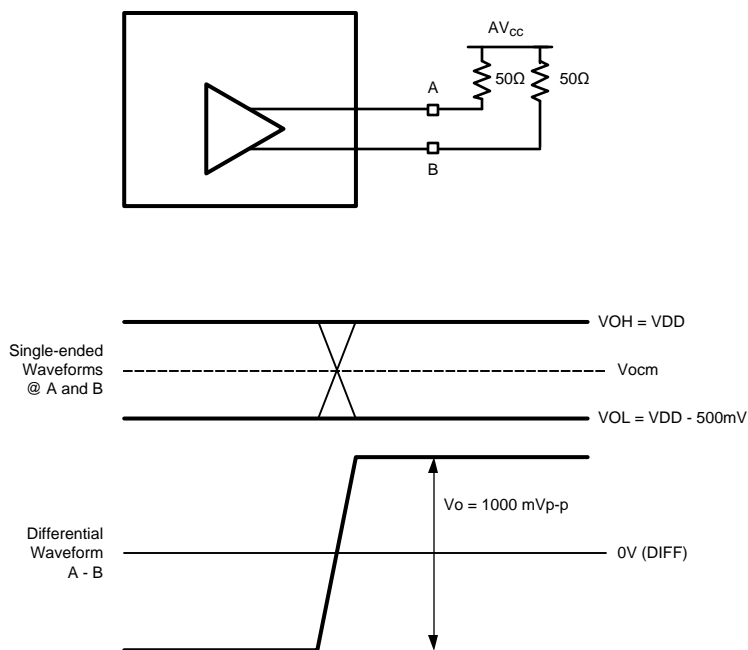 AVcc
50Ω 50Ω
A
B
VOH = VDD
Single-ended
Waveforms
@ A and B
Vocm
VOL = VDD - 500mV
Vo = 1000 mVp-p
Differential
Waveform
A - B
0V (DIFF)